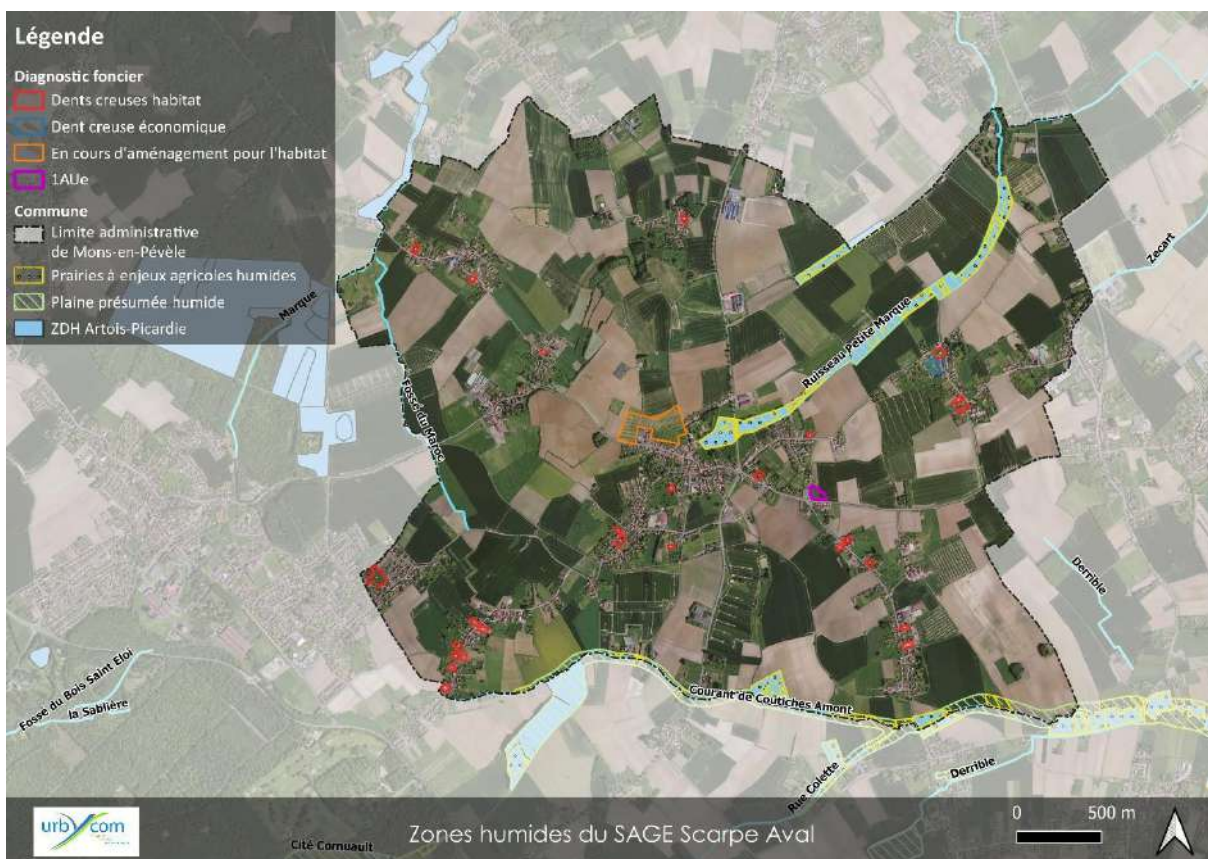 Légende
Diagnostic foncier
Dents creuses habitat
Dent creuse économique
En cours d'aménagement pour l'habitat
1AUe
Commune
Limite administrative
de Mons-en-Pévèle
Prairies à enjeux agricoles humides
Plaine présumée humide
ZDH Artois-Picardie
Marque
Fossé du Maroc
Ruisseau Petite Marque
Zecart
Derrible
Fossé du Bois Saint Eloi
la Sablière
Courant de Coutiches Amont
Rue Colette
Derrible
urbycom
Cité Cornuault
Zones humides du SAGE Scarpe Aval
0 500 m